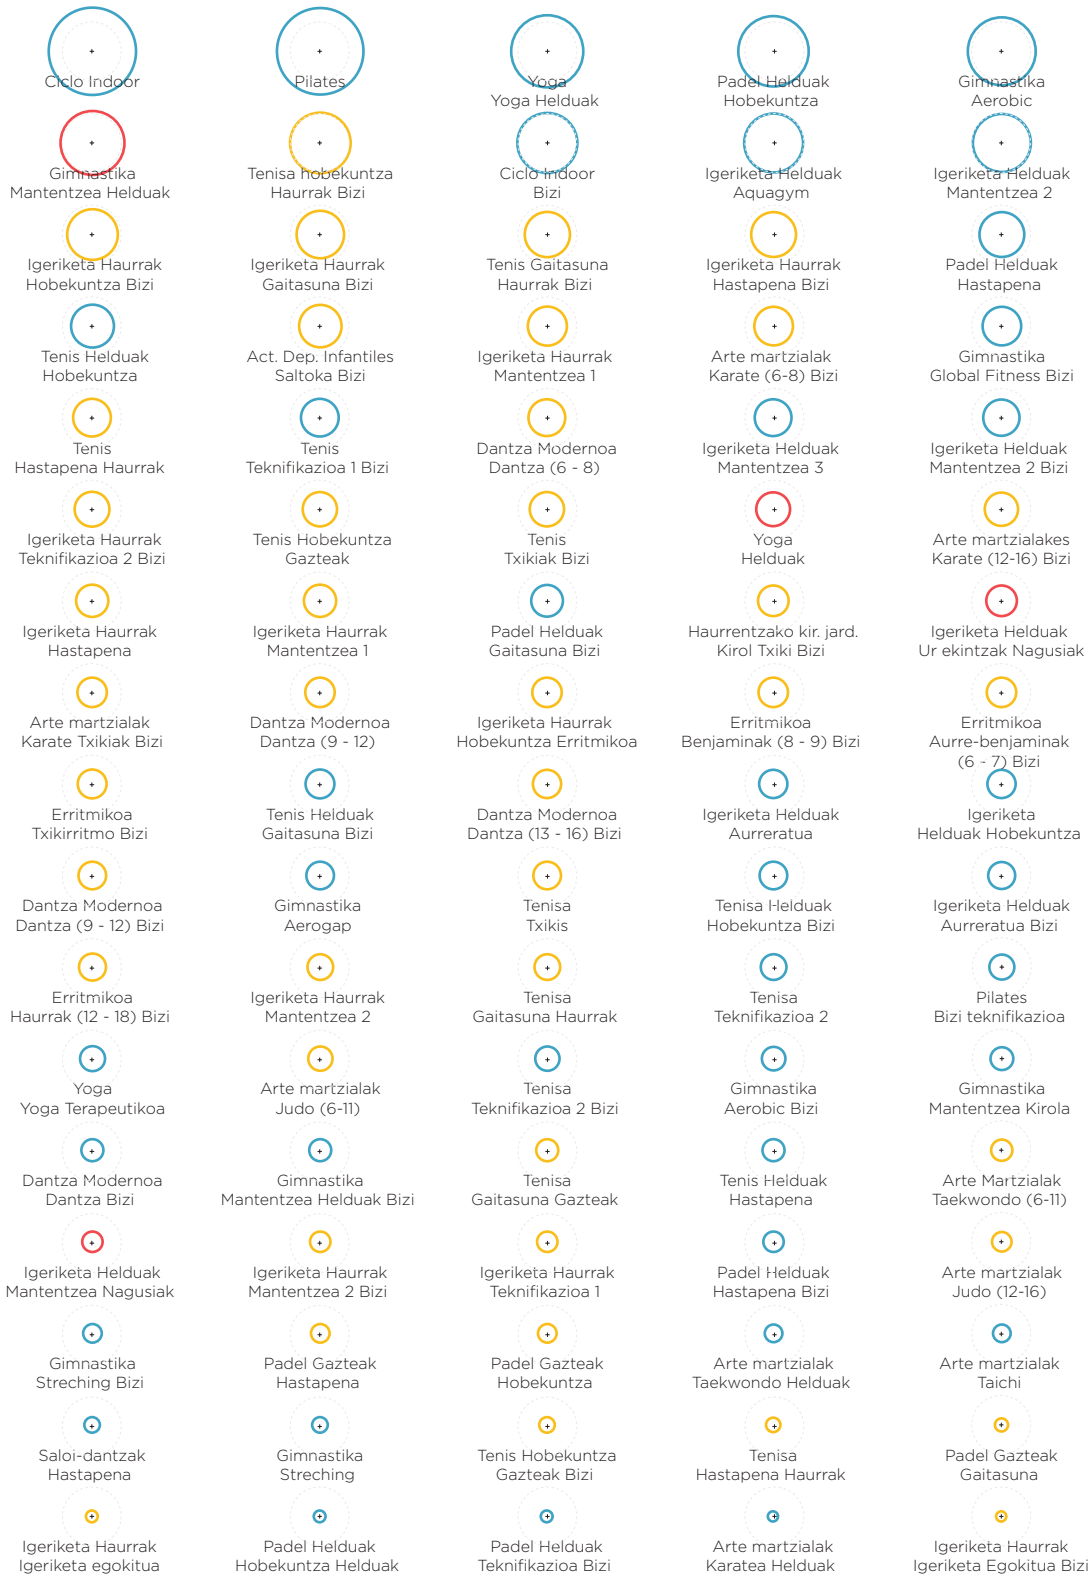 Ciclo Indoor
Pilates
Yoga
Yoga Helduak
Padel Helduak
Hobekuntza
Gimnastika
Aerobic
Gimnastika
Mantentzea Helduak
Tenisa hobekuntza
Haurrak Bizi
Ciclo Indoor
Bizi
Igeriketa Helduak
Aquagym
Igeriketa Helduak
Mantentzea 2
Igeriketa Haurrak
Hobekuntza Bizi
Igeriketa Haurrak
Gaitasuna Bizi
Tenis Gaitasuna
Haurrak Bizi
Igeriketa Haurrak
Hastapena Bizi
Padel Helduak
Hastapena
Tenis Helduak
Hobekuntza
Act. Dep. Infantiles
Saltoka Bizi
Igeriketa Haurrak
Mantentzea 1
Arte martzialak
Karate (6-8) Bizi
Gimnastika
Global Fitness Bizi
Tenis
Hastapena Haurrak
Tenis
Teknifikazioa 1 Bizi
Dantza Modernoa
Dantza (6 - 8)
Igeriketa Helduak
Mantentzea 3
Igeriketa Helduak
Mantentzea 2 Bizi
Igeriketa Haurrak
Teknifikazioa 2 Bizi
Tenis Hobekuntza
Gazteak
Tenis
Txikiak Bizi
Yoga
Helduak
Arte martzialakes
Karate (12-16) Bizi
Igeriketa Haurrak
Hastapena
Igeriketa Haurrak
Mantentzea 1
Padel Helduak
Gaitasuna Bizi
Haurrentzako kir. jard.
Kirol Txiki Bizi
Igeriketa Helduak
Ur ekintzak Nagusiak
Arte martzialak
Karate Txikiak Bizi
Dantza Modernoa
Dantza (9 - 12)
Igeriketa Haurrak
Hobekuntza Erritmikoa
Erritmikoa
Benjaminak (8 - 9) Bizi
Erritmikoa
Aurre-benjaminak
(6 - 7) Bizi
Erritmikoa
Txikirritmo Bizi
Tenis Helduak
Gaitasuna Bizi
Dantza Modernoa
Dantza (13 - 16) Bizi
Igeriketa Helduak
Aurreratua
Igeriketa
Helduak Hobekuntza
Dantza Modernoa
Dantza (9 - 12) Bizi
Gimnastika
Aerogap
Tenisa
Txikis
Tenisa Helduak
Hobekuntza Bizi
Igeriketa Helduak
Aurreratua Bizi
Erritmikoa
Haurrak (12 - 18) Bizi
Igeriketa Haurrak
Mantentzea 2
Tenisa
Gaitasuna Haurrak
Tenisa
Teknifikazioa 2
Pilates
Bizi teknifikazioa
Yoga
Yoga Terapeutikoa
Arte martzialak
Judo (6-11)
Tenisa
Teknifikazioa 2 Bizi
Gimnastika
Aerobic Bizi
Gimnastika
Mantentzea Kirola
Dantza Modernoa
Dantza Bizi
Gimnastika
Mantentzea Helduak Bizi
Tenisa
Gaitasuna Gazteak
Tenis Helduak
Hastapena
Arte Martzialak
Taekwondo (6-11)
Igeriketa Helduak
Mantentzea Nagusiak
Igeriketa Haurrak
Mantentzea 2 Bizi
Igeriketa Haurrak
Teknifikazioa 1
Padel Helduak
Hastapena Bizi
Arte martzialak
Judo (12-16)
Gimnastika
Streching Bizi
Padel Gazteak
Hastapena
Padel Gazteak
Hobekuntza
Arte martzialak
Taekwondo Helduak
Arte martzialak
Taichi
Saloi-dantzak
Hastapena
Gimnastika
Streching
Tenis Hobekuntza
Gazteak Bizi
Tenisa
Hastapena Haurrak
Padel Gazteak
Gaitasuna
Igeriketa Haurrak
Igeriketa egokitua
Padel Helduak
Hobekuntza Helduak
Padel Helduak
Teknifikazioa Bizi
Arte martzialak
Karatea Helduak
Igeriketa Haurrak
Igeriketa Egokitua Bizi